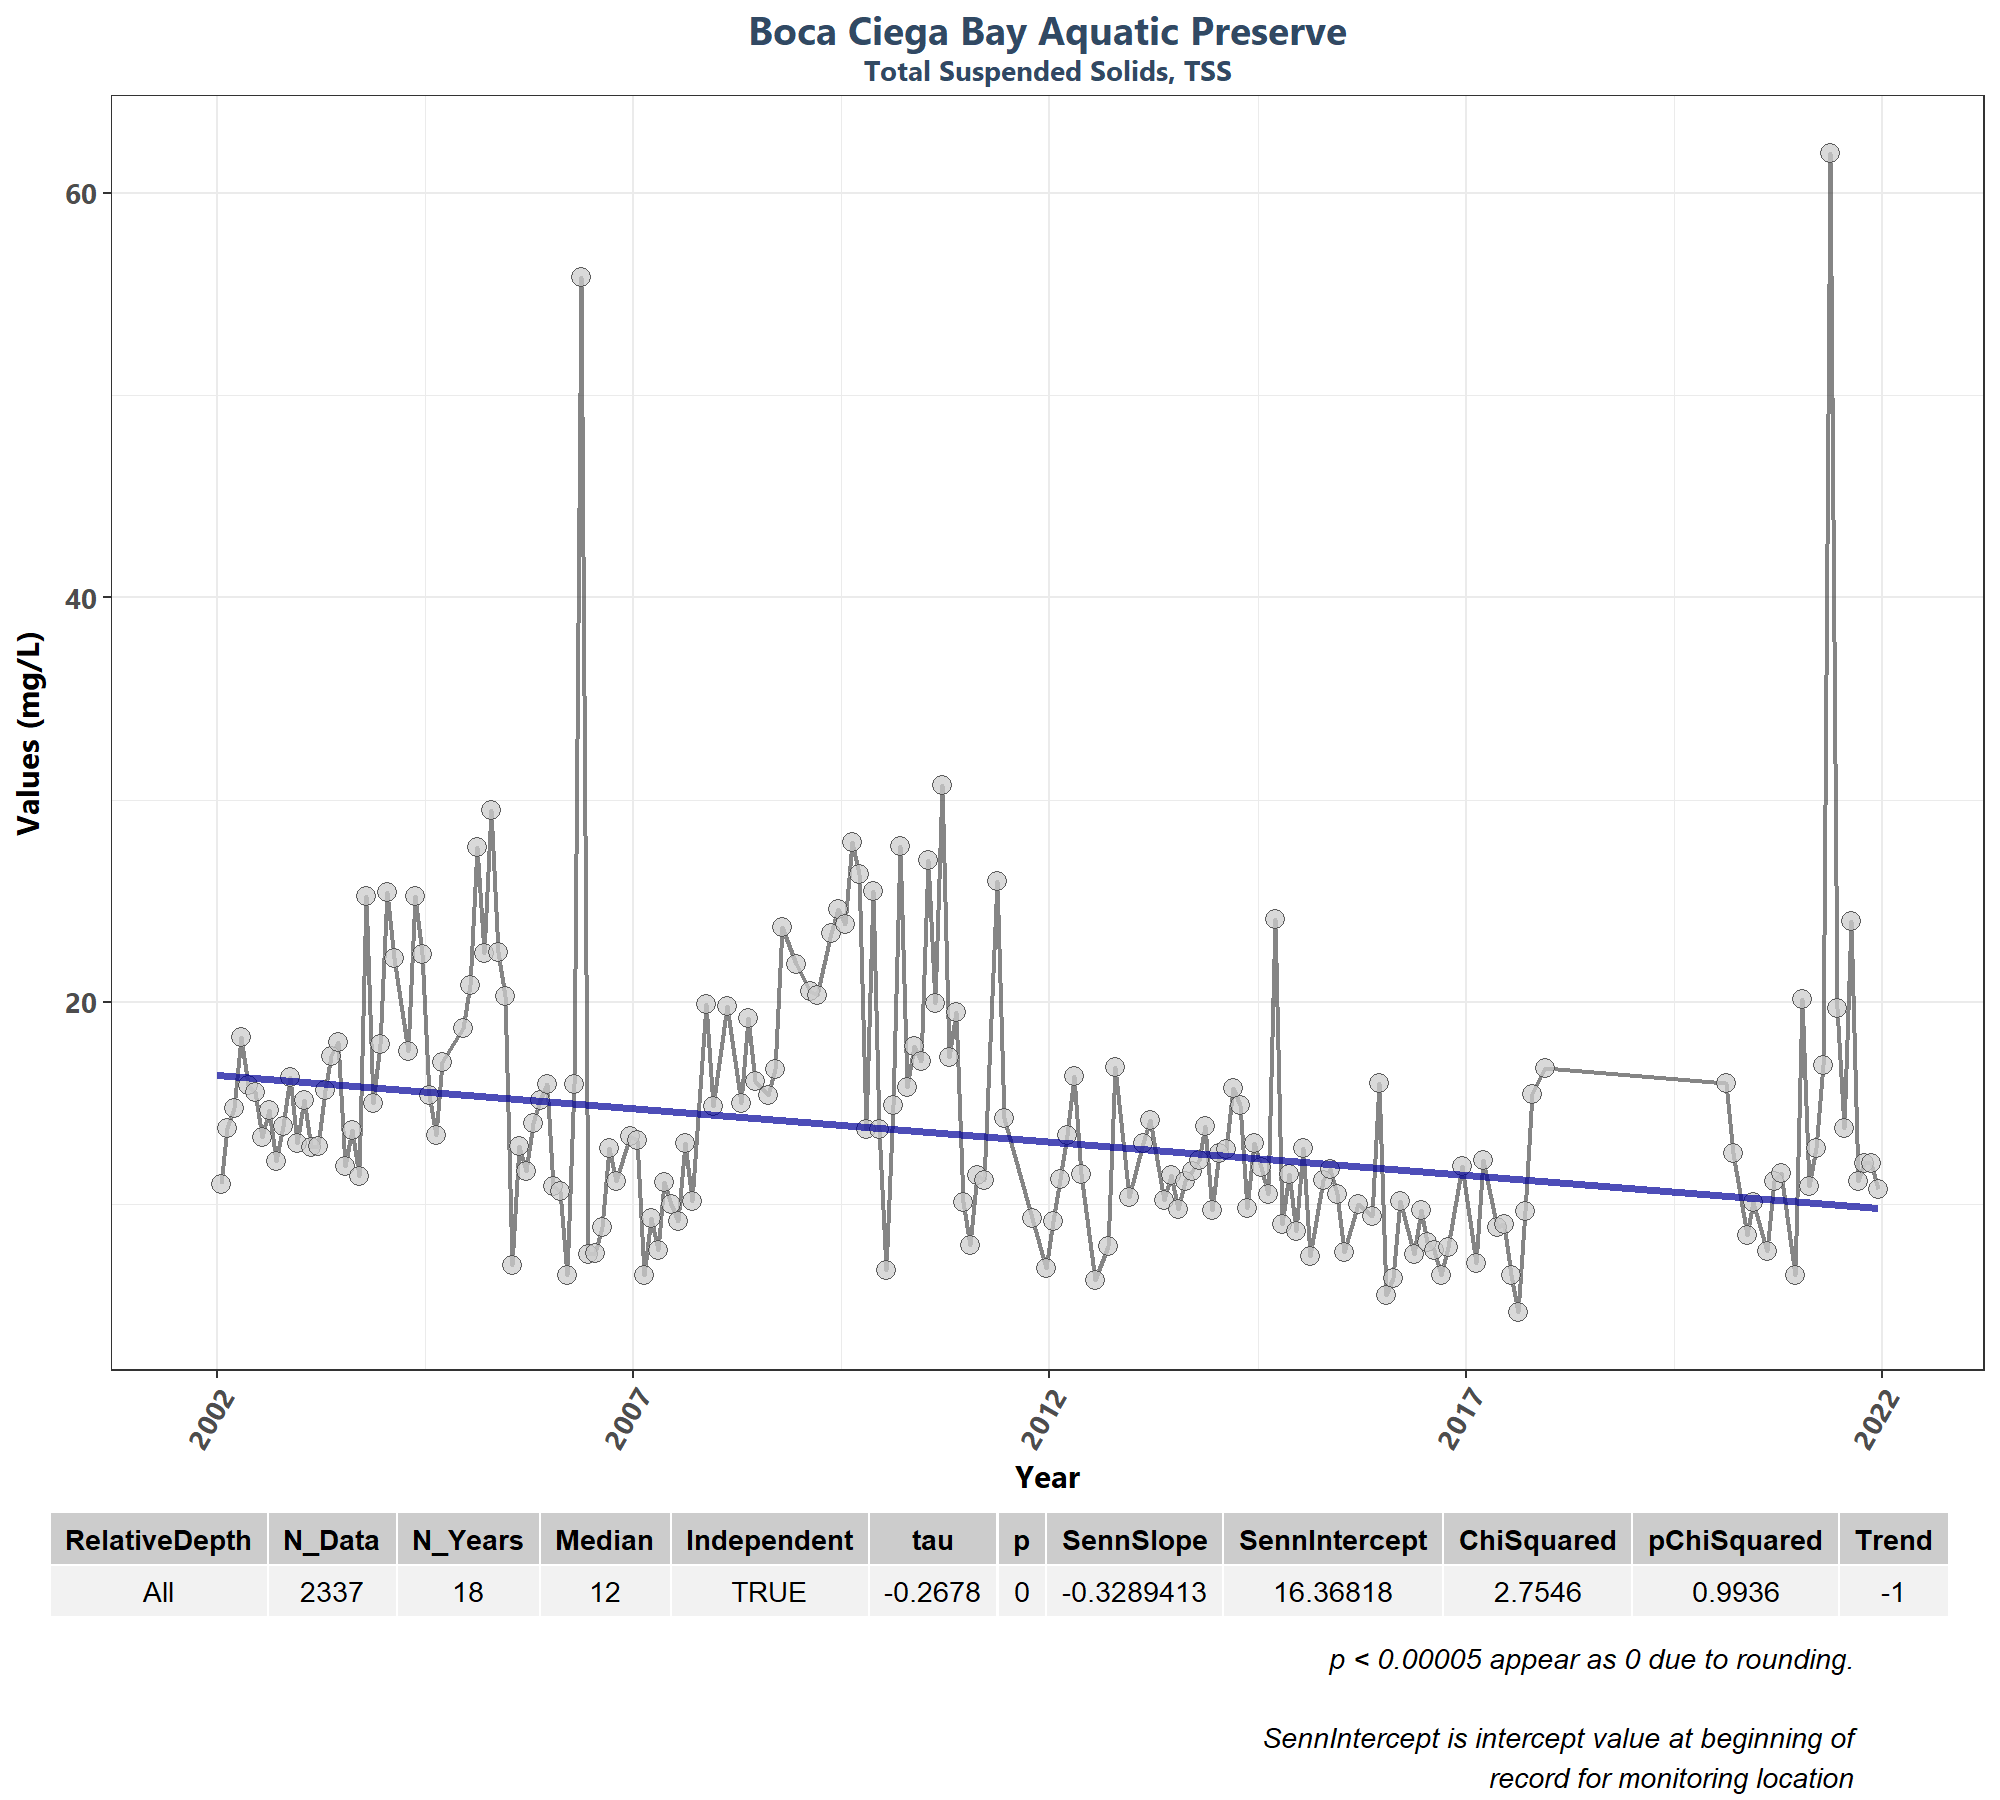 Boca Ciega Bay Aquatic Preserve
Total Suspended Solids, TSS
60
40
20
Values (mg/L)
2002 2007 2012 2017 2022
Year
RelativeDepth N_Data N_Years Median Independent tau p SennSlope SennIntercept ChiSquared pChiSquared Trend
All 2337 18 12 TRUE -0.2678 0 -0.3289413 16.36818 2.7546 0.9936 -1
p < 0.00005 appear as 0 due to rounding.
SennIntercept is intercept value at beginning of
record for monitoring location